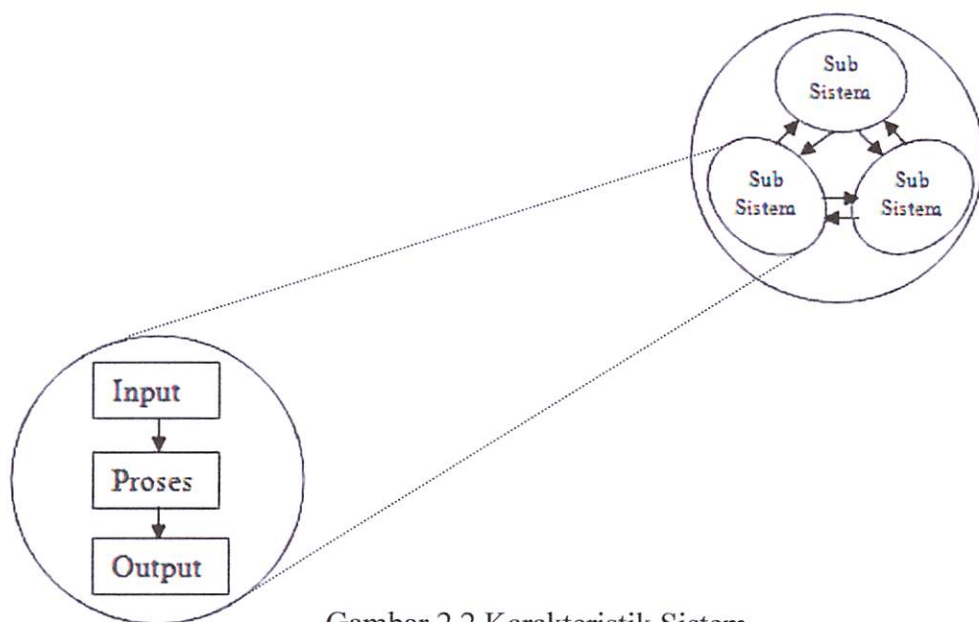 Sub
Sistem
Sub
Sistem
Sub
Sistem
Input
Proses
Output
Gambar 2.2 Karakteristik Sistem